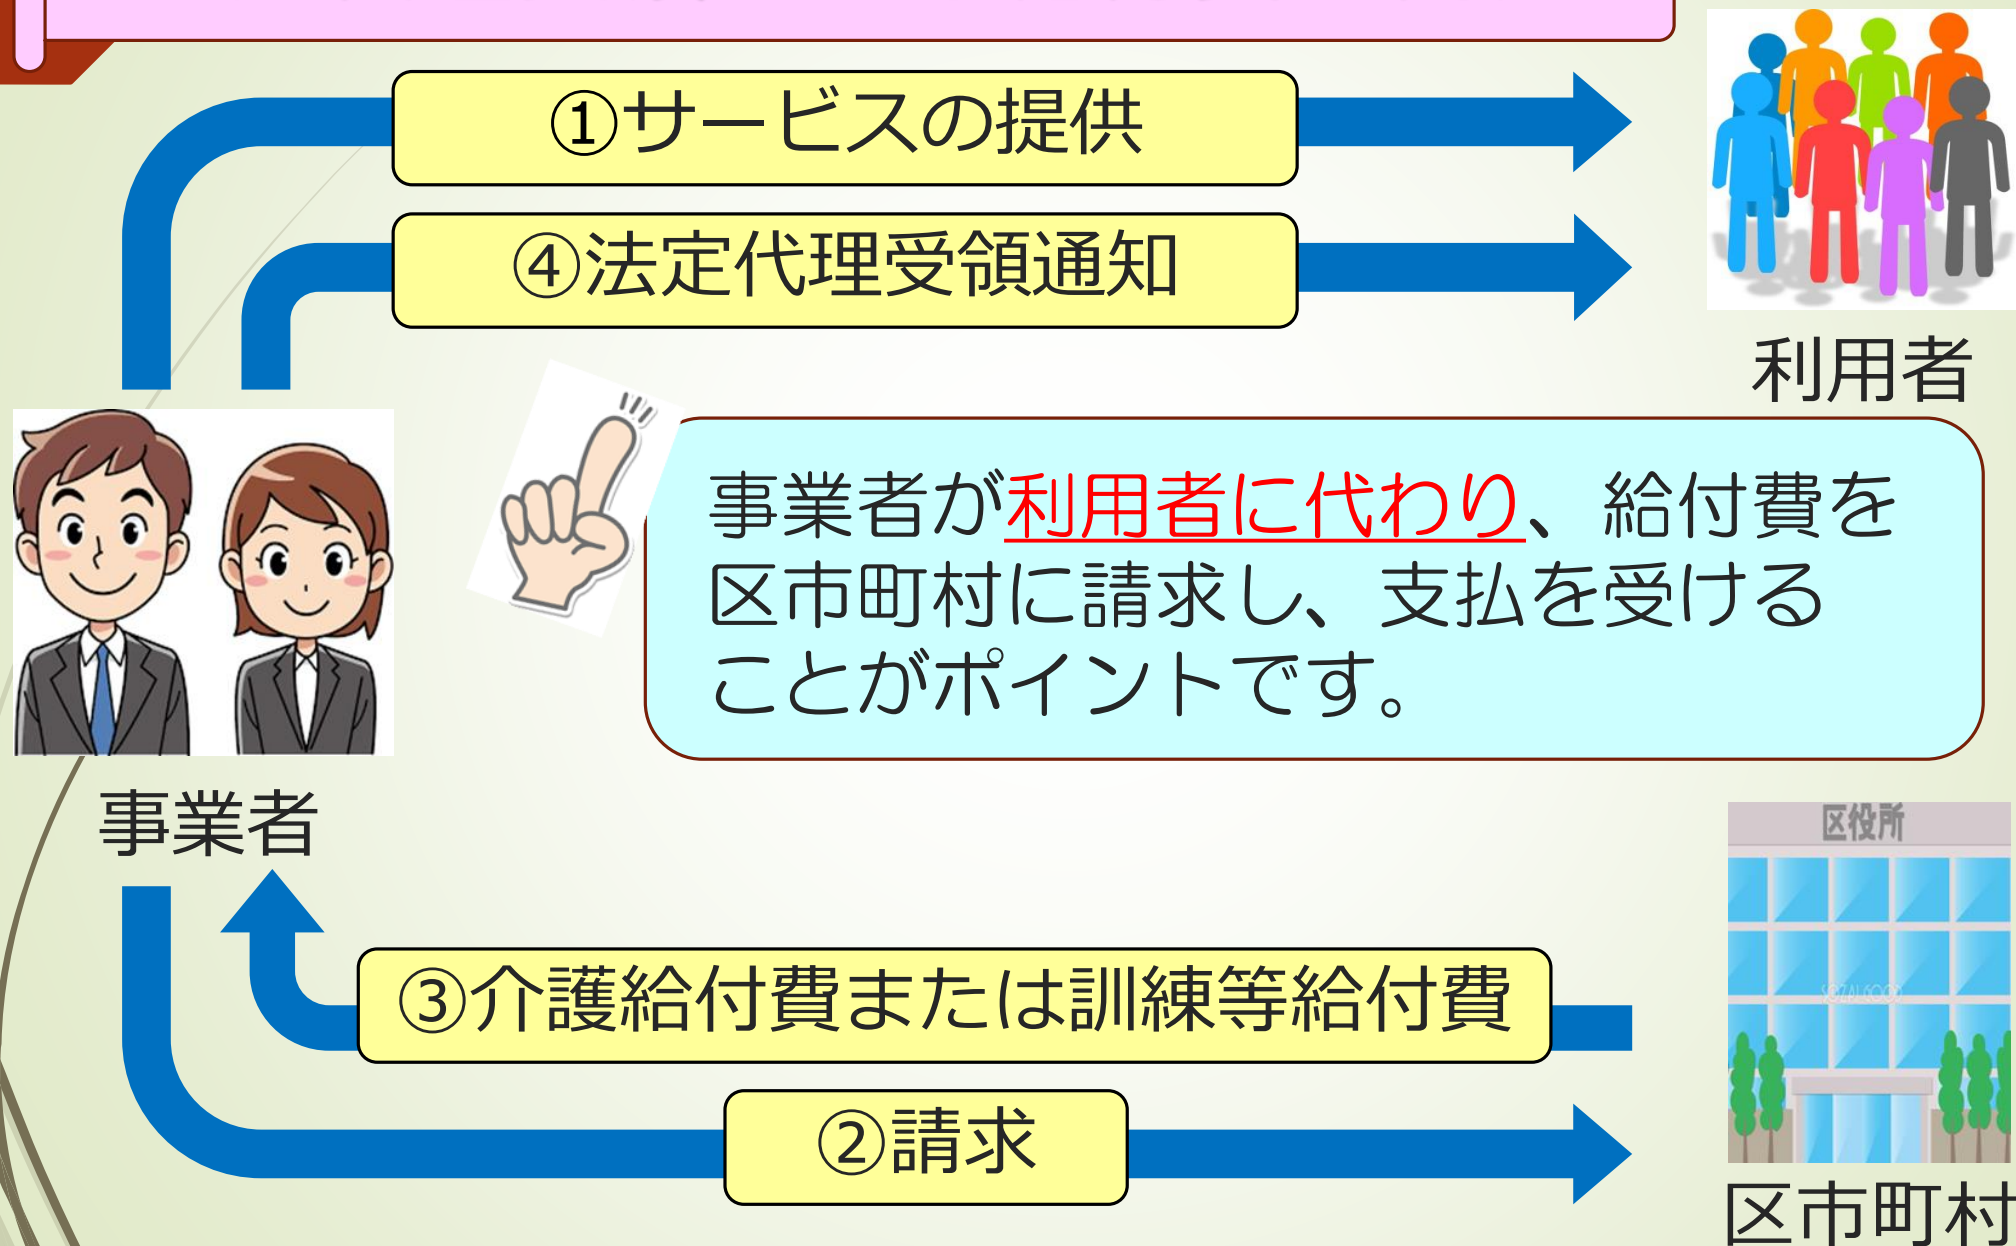 ①サービスの提供
④法定代理受領通知
利用者
事業者が利用者に代わり、給付費を
区市町村に請求し、支払を受ける
ことがポイントです。
事業者
区役所
③介護給付費または訓練等給付費
SOZAI GOOD
②請求
区市町村